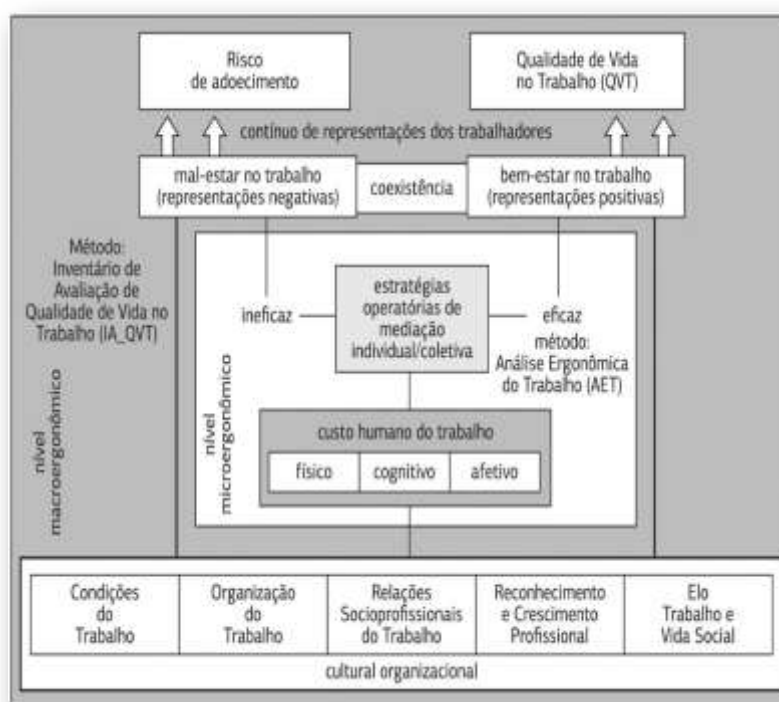 Risco
de adoecimento
Qualidade de Vida
no Trabalho (QVT)
contínuo de representações dos trabalhadores
mal-estar no trabalho
(representações negativas)
coexistência
bem-estar no trabalho
(representações positivas)
Método:
Inventário de
Avaliação de
Qualidade de Vida no
Trabalho (IA_QVT)
nível
macroergonômico
nível
microergonômico
ineficaz
estratégias
operatórias de
mediação
individual/coletiva
eficaz
método:
Análise Ergonômica
do Trabalho (AET)
custo humano do trabalho
físico
cognitivo
afetivo
Condições
do
Trabalho
Organização
do
Trabalho
Relações
Socioprofissionais
do Trabalho
Reconhecimento
e Crescimento
Profissional
Elo
Trabalho e
Vida Social
cultural organizacional